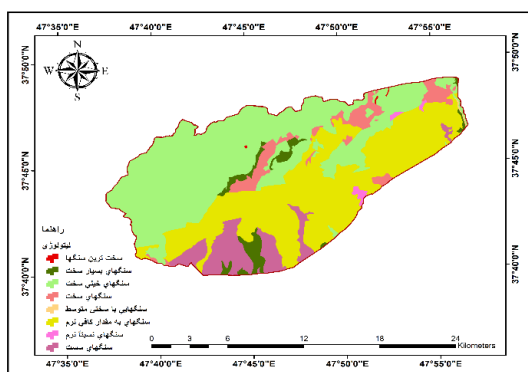 47°35'0"E 47°40'0"E 47°45'0"E 47°50'0"E 47°55'0"E
N
W E
S
37°50'0"N 37°50'0"N
37°45'0"N 37°45'0"N
37°40'0"N 37°40'0"N
راهنما
لیتولوژی
سخت ترین سنگها
سنگهای بسیار سخت
سنگهای خیلی سخت
سنگهای سخت
سنگهایی با سختی متوسط
سنگهای به مقدار کافی نرم
سنگهای نسبتا نرم
سنگهای سست
0 3 6 12 18 24
Kilometers
47°35'0"E 47°40'0"E 47°45'0"E 47°50'0"E 47°55'0"E